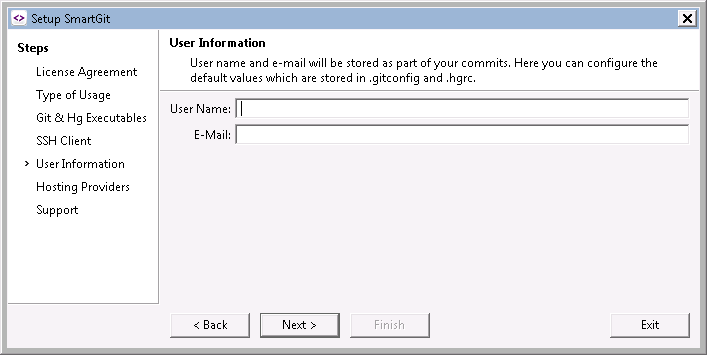 Setup SmartGit
Steps
License Agreement
Type of Usage
Git & Hg Executables
SSH Client
> User Information
Hosting Providers
Support
User Information
User name and e-mail will be stored as part of your commits. Here you can configure the
default values which are stored in .gitconfig and .hgrc.
User Name:
E-Mail:
< Back
Next >
Finish
Exit